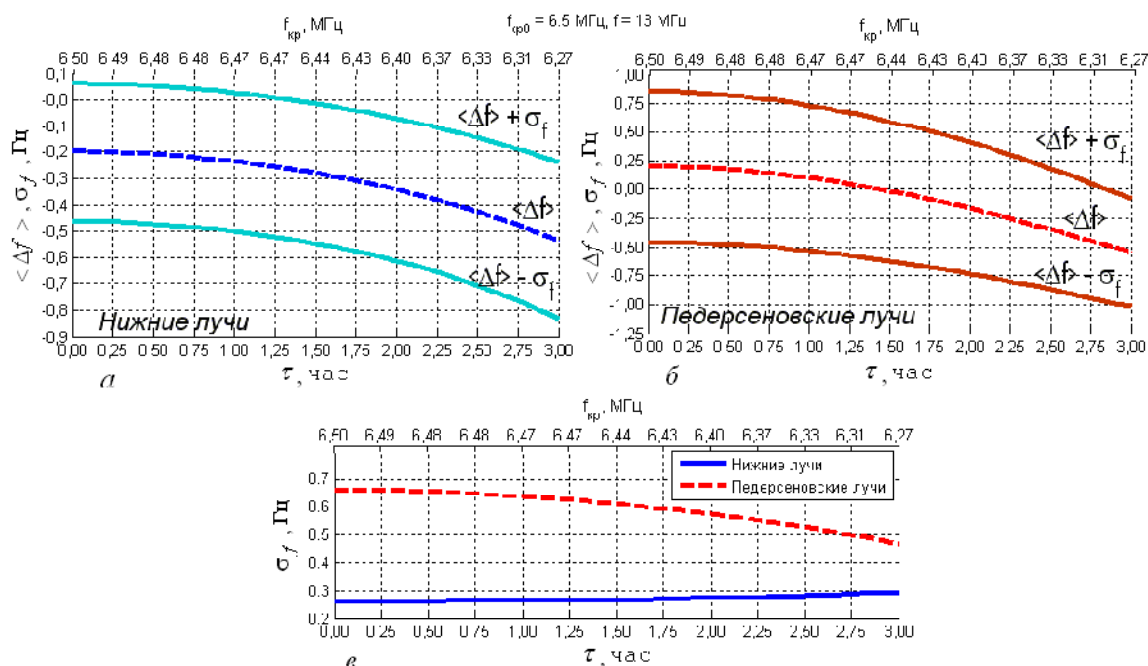 f_кр, МГц
f_кр0 = 6.5 МГц, f = 13 МГц
f_кр, МГц
6,50 6,49 6,48 6,48 6,47 6,47 6,44 6,43 6,40 6,33 6,31 6,27
0,1
-0,0
-0,1
-0,2
-0,3
-0,4
-0,5
-0,6
-0,7
-0,8
-0,9
<Δf>, σ_f, Гц
<Δf> + σ_f
<Δf>
<Δf> - σ_f
Нижние лучи
0,00 0,25 0,50 0,75 1,00 1,25 1,50 1,75 2,00 2,25 2,50 2,75 3,00
а
τ, час
6,50 6,49 6,48 6,48 6,47 6,47 6,44 6,43 6,40 6,37 6,33 6,31 6,27
,00
0,75
0,50
0,25
0,00
-0,25
-0,50
-0,75
-,00
-,25
<Δf>, σ_f, Гц
<Δf> + σ_f
<Δf>
<Δf> - σ_f
Педерсеновские лучи
0,00 0,25 0,50 0,75 1,00 1,25 1,50 1,75 2,00 2,25 2,50 2,75 3,00
б
τ, час
f_кр, МГц
6,50 6,49 6,48 6,48 6,47 6,47 6,44 6,43 6,40 6,37 6,33 6,31 6,27
0.7
0.6
0.5
0.4
0.3
0.2
σ_f, Гц
Нижние лучи
Педерсеновские лучи
0,00 0,25 0,50 0,75 1,00 1,25 1,50 1,75 2,00 2,25 2,50 2,75 3,00
в
τ, час